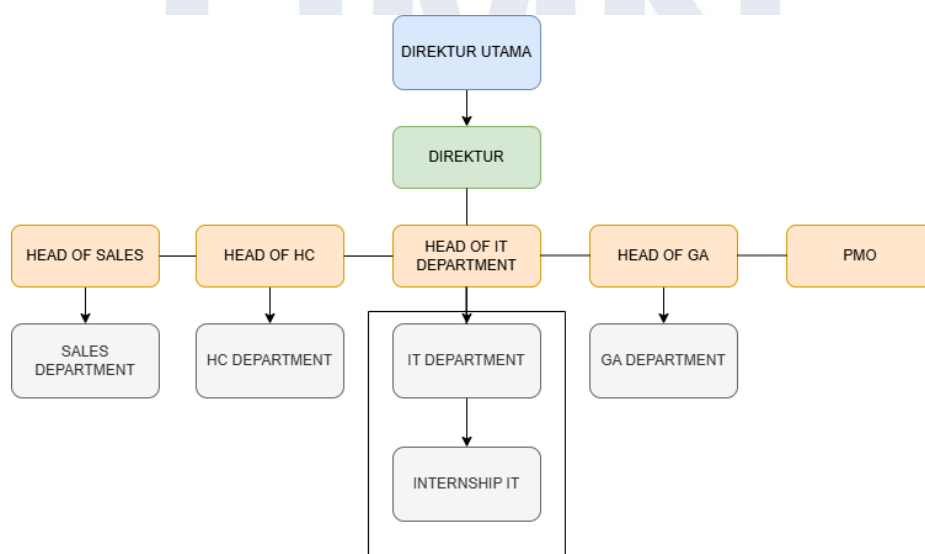 DIREKTUR UTAMA
DIREKTUR
HEAD OF SALES
HEAD OF HC
HEAD OF IT
DEPARTMENT
HEAD OF GA
PMO
SALES
DEPARTMENT
HC DEPARTMENT
IT DEPARTMENT
GA DEPARTMENT
INTERNSHIP IT